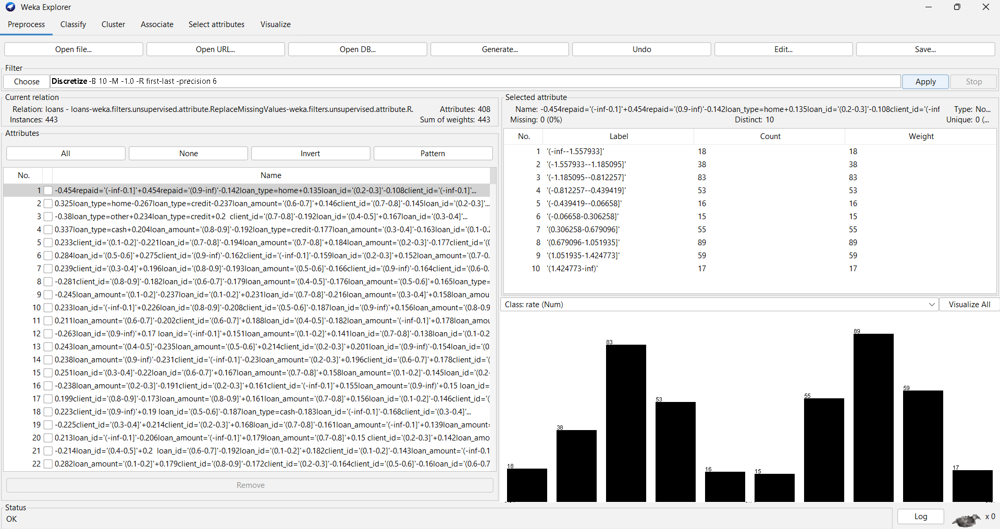 Weka Explorer
Preprocess Classify Cluster Associate Select attributes Visualize
Open file... Open URL... Open DB... Generate... Undo Edit... Save...
Filter
Choose Discretize -B 10 -M -1.0 -R first-last -precision 6 Apply Stop
Current relation
Relation: loans - loans-weka.filters.unsupervised.attribute.ReplaceMissingValues-weka.filters.unsupervised.attribute.R. Attributes: 408
Instances: 443 Sum of weights: 443
Attributes
All None Invert Pattern
No. Name
1 -0.454repaid='(-inf-0.1]'+0.454repaid='(0.9-inf)'-0.142loan_type=home+0.135loan_id='(0.2-0.3]'-0.108client_id='(-inf-0.1]'...
2 0.325loan_type=home-0.267loan_type=credit-0.237loan_amount='(0.6-0.7]'+0.146client_id='(0.7-0.8]'-0.145loan_id='(0.2-0.3]'...
3 -0.38loan_type=other+0.234loan_type=credit+0.2 client_id='(0.7-0.8]'-0.192loan_id='(0.4-0.5]'+0.167loan_id='(0.3-0.4]'...
4 0.337loan_type=cash+0.204loan_amount='(0.8-0.9]'-0.192loan_type=credit-0.177loan_amount='(0.3-0.4]'-0.163loan_id='(0.1-0.2
5 0.233client_id='(0.1-0.2]'-0.221loan_id='(0.7-0.8]'-0.194loan_amount='(0.7-0.8]'+0.184loan_amount='(0.2-0.3]'-0.177client_id='(0
6 0.284loan_id='(0.5-0.6]'+0.275client_id='(0.9-inf)'-0.162client_id='(-inf-0.1]'-0.159loan_id='(0.2-0.3]'+0.152loan_amount='(0.7-0.
7 0.239client_id='(0.3-0.4]'+0.196loan_id='(0.8-0.9]'-0.193loan_amount='(0.5-0.6]'-0.166client_id='(0.9-inf)'-0.164client_id='(0.6-0.
8 -0.281client_id='(0.8-0.9]'-0.182loan_id='(0.6-0.7]'-0.179loan_amount='(0.4-0.5]'-0.176loan_amount='(0.5-0.6]'+0.165loan_type=
9 -0.245loan_amount='(0.1-0.2]'-0.237loan_id='(0.1-0.2]'+0.231loan_id='(0.7-0.8]'-0.216loan_amount='(0.3-0.4]'+0.158loan_amou
10 0.233loan_id='(-inf-0.1]'+0.226loan_id='(0.8-0.9]'-0.208client_id='(0.5-0.6]'-0.187loan_id='(0.9-inf)'+0.156loan_amount='(0.8-0.9
11 0.211loan_amount='(0.6-0.7]'-0.202client_id='(0.6-0.7]'+0.188loan_id='(0.4-0.5]'-0.182loan_amount='(-inf-0.1]'+0.178loan_amou
12 -0.263loan_id='(0.9-inf)'+0.17 loan_id='(-inf-0.1]'+0.151loan_amount='(0.1-0.2]'+0.141loan_id='(0.7-0.8]'-0.138loan_id='(0.1-0.2
13 0.243loan_amount='(0.4-0.5]'-0.235loan_amount='(0.5-0.6]'+0.214client_id='(0.2-0.3]'+0.201loan_id='(0.9-inf)'-0.154loan_id='(0
14 0.238loan_amount='(0.9-inf)'-0.231client_id='(-inf-0.1]'-0.23loan_amount='(0.2-0.3]'+0.196client_id='(0.6-0.7]'+0.178client_id='(
15 0.251loan_id='(0.3-0.4]'-0.22loan_id='(0.6-0.7]'+0.167loan_amount='(0.7-0.8]'+0.158loan_amount='(0.1-0.2]'-0.145loan_id='(0.2-
16 -0.238loan_amount='(0.2-0.3]'-0.191client_id='(0.2-0.3]'+0.161client_id='(-inf-0.1]'+0.155loan_amount='(0.9-inf)'+0.15 loan_id=
17 0.199client_id='(0.8-0.9]'-0.173loan_amount='(0.8-0.9]'+0.161loan_amount='(0.7-0.8]'+0.156loan_id='(0.1-0.2]'-0.146client_id='(
18 0.223client_id='(0.9-inf)'+0.19 loan_id='(0.5-0.6]'-0.187loan_type=cash-0.183loan_id='(-inf-0.1]'-0.168client_id='(0.3-0.4]'...
19 -0.225client_id='(0.3-0.4]'+0.214client_id='(0.2-0.3]'+0.168loan_id='(0.7-0.8]'-0.161loan_amount='(-inf-0.1]'+0.139loan_amount:
20 0.213loan_id='(-inf-0.1]'-0.206loan_amount='(-inf-0.1]'+0.179loan_amount='(0.7-0.8]'+0.15 client_id='(0.2-0.3]'+0.142loan_amo
21 -0.214loan_id='(0.4-0.5]'+0.2 loan_id='(0.6-0.7]'-0.192loan_id='(0.1-0.2]'+0.182client_id='(0.1-0.2]'-0.143loan_amount='(-inf-0.1
22 0.282loan_amount='(0.1-0.2]'+0.179client_id='(0.8-0.9]'-0.172client_id='(0.2-0.3]'-0.164client_id='(0.5-0.6]'-0.16loan_id='(0.6-0.7
Remove
Selected attribute
Name: -0.454repaid='(-inf-0.1]'+0.454repaid='(0.9-inf)'-0.142loan_type=home+0.135loan_id='(0.2-0.3]'-0.108client_id='(-inf Type: No...
Missing: 0 (0%) Distinct: 10 Unique: 0 (...
No. Label Count Weight
1 '(-inf--1.557933]' 18 18
2 '(-1.557933--1.185095]' 38 38
3 '(-1.185095--0.812257]' 83 83
4 '(-0.812257--0.439419]' 53 53
5 '(-0.439419--0.06658]' 16 16
6 '(-0.06658-0.306258]' 15 15
7 '(0.306258-0.679096]' 55 55
8 '(0.679096-1.051935]' 89 89
9 '(1.051935-1.424773]' 59 59
10 '(1.424773-inf)' 17 17
Class: rate (Num) Visualize All
18 38 83 53 16 15 55 89 59 17
Status
OK
Log x 0